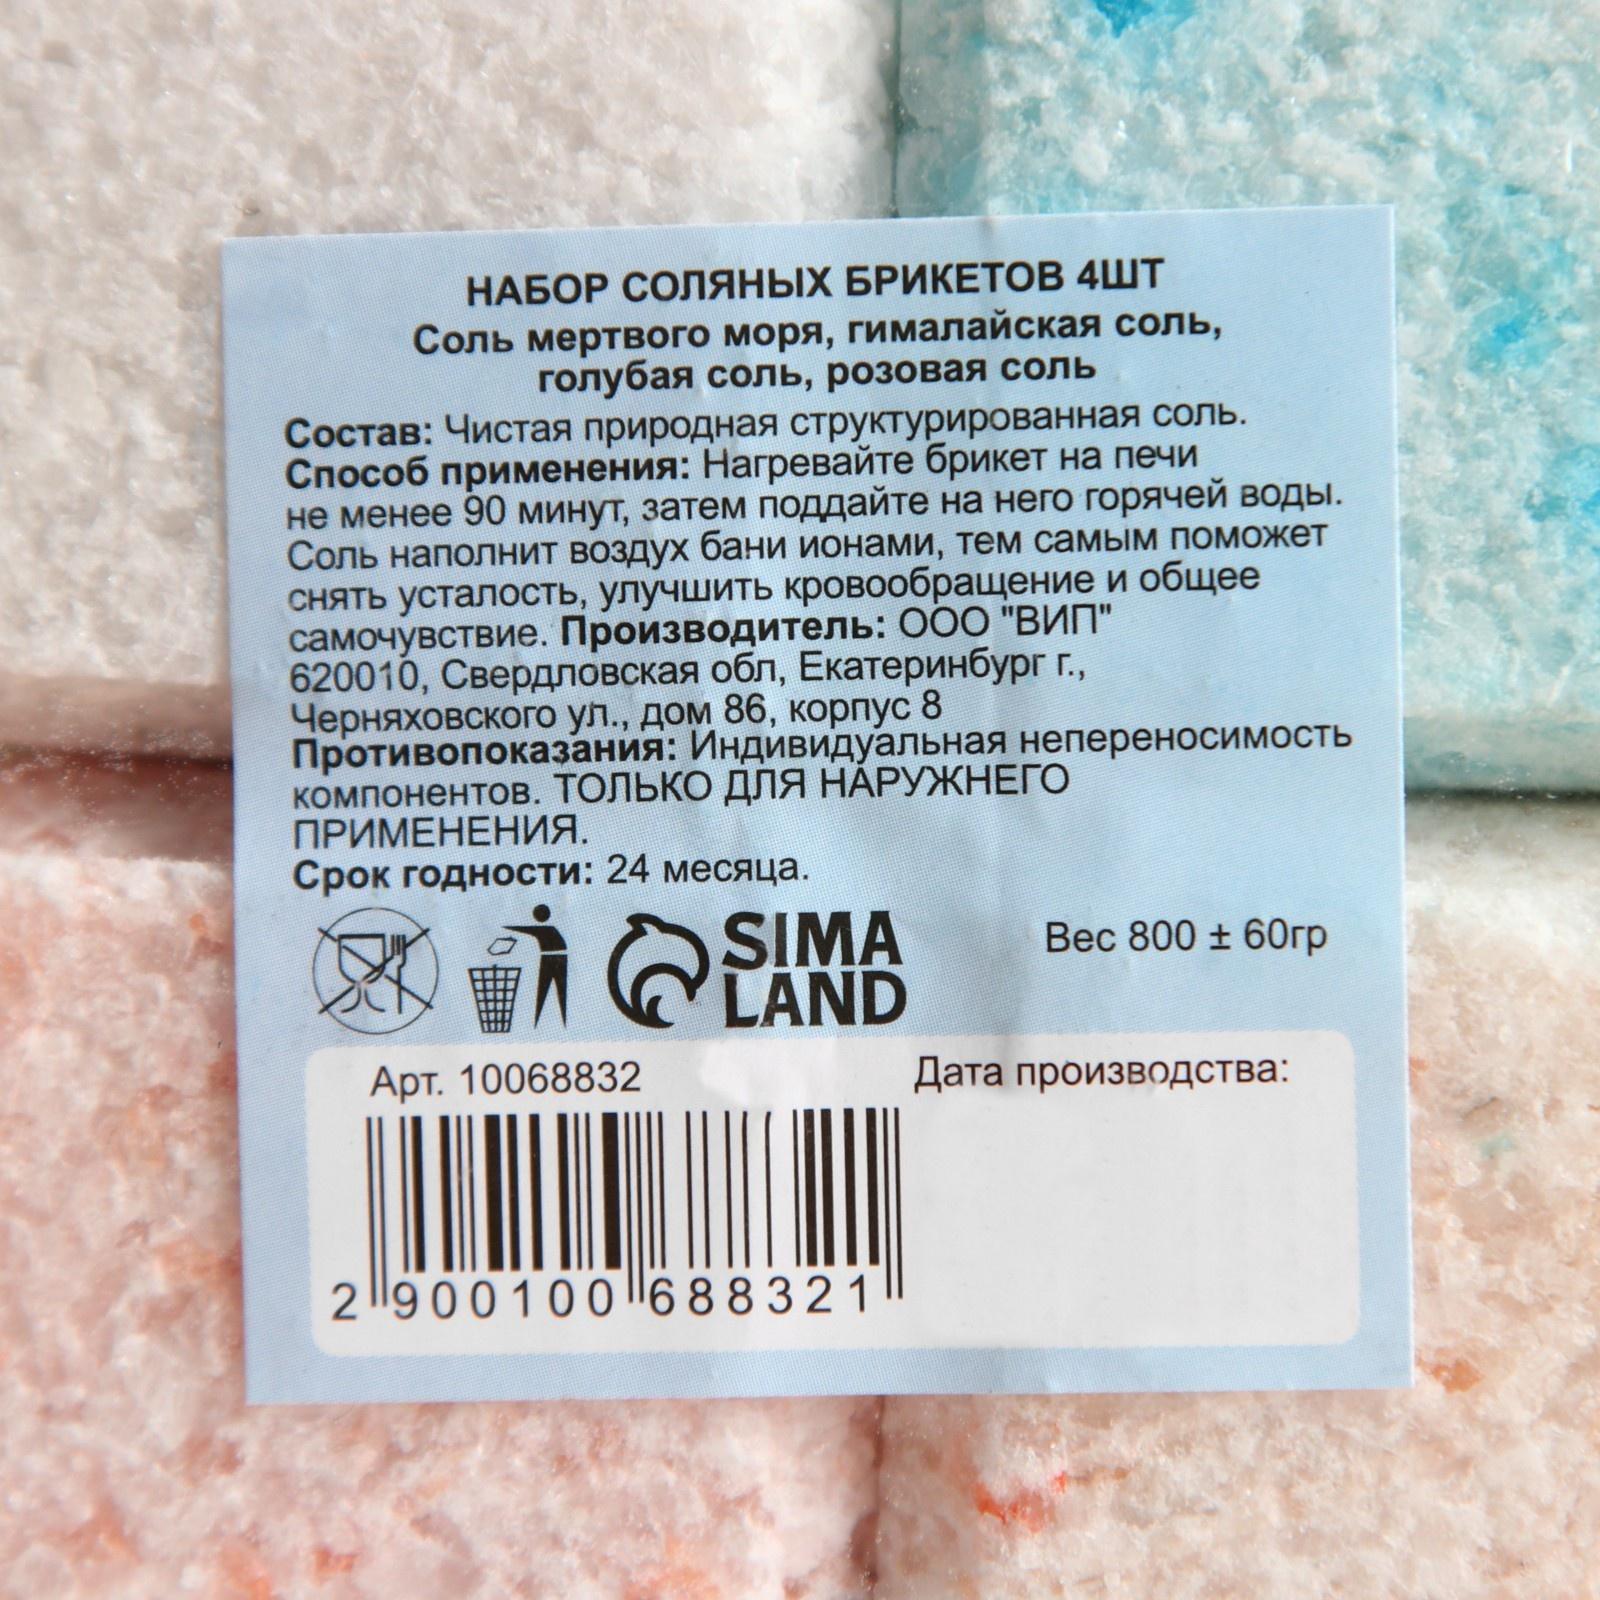 НАБОР СОЛЯНЫХ БРИКЕТОВ 4ШТ
Соль мертвого моря, гималайская соль,
голубая соль, розовая соль
Состав: Чистая природная структурированная соль.
Способ применения: Нагревайте брикет на печи
не менее 90 минут, затем поддайте на него горячей воды.
Соль наполнит воздух бани ионами, тем самым поможет
снять усталость, улучшить кровообращение и общее
самочувствие. Производитель: ООО "ВИП"
620010, Свердловская обл, Екатеринбург г.,
Черняховского ул., дом 86, корпус 8
Противопоказания: Индивидуальная непереносимость
компонентов. ТОЛЬКО ДЛЯ НАРУЖНЕГО
ПРИМЕНЕНИЯ.
Срок годности: 24 месяца.
SIMA
LAND
Вес 800 ± 60гр
Арт. 10068832
Дата производства:
2 900100 688321